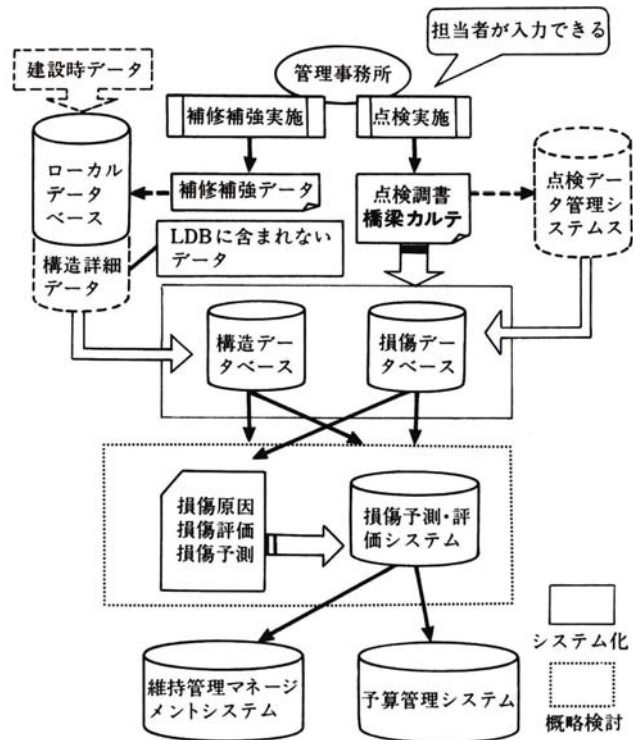 担当者が入力できる
建設時データ
管理事務所
補修補強実施
点検実施
ローカル
データ
ベース
補修補強データ
点検調書
橋梁カルテ
点検デー
タ管理シ
ステムス
LDBに含まれない
データ
構造詳細
データ
構造デー
タベース
損傷デー
タベース
損傷原因
損傷評価
損傷予測
損傷予測・評
価システム
システム化
維持管理マネージ
メントシステム
予算管理システム
概略検討